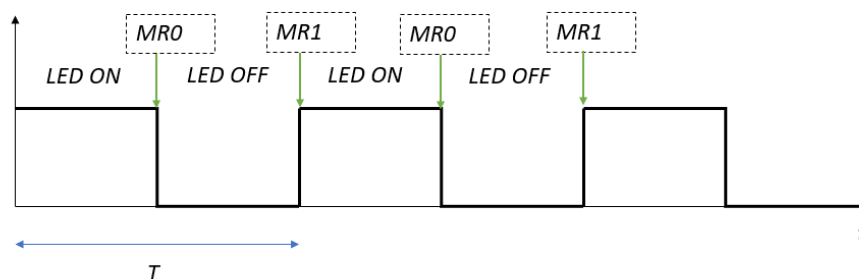 MR0 MR1 MR0 MR1
LED ON LED OFF LED ON LED OFF
T